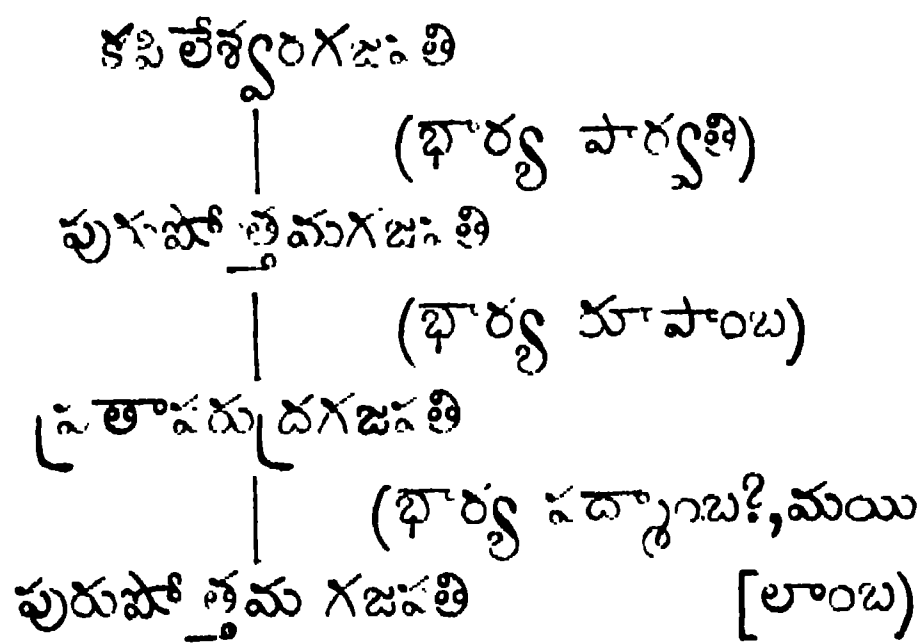 కపిలేశ్వరగజపతి
(భార్య పార్వతి)
పురుషోత్తమగజపతి
(భార్య రూపాంబ)
ప్రతాపరుద్రగజపతి
(భార్య పద్మాంబ?,మయి
పురుషోత్తమ గజపతి [లాంబ)